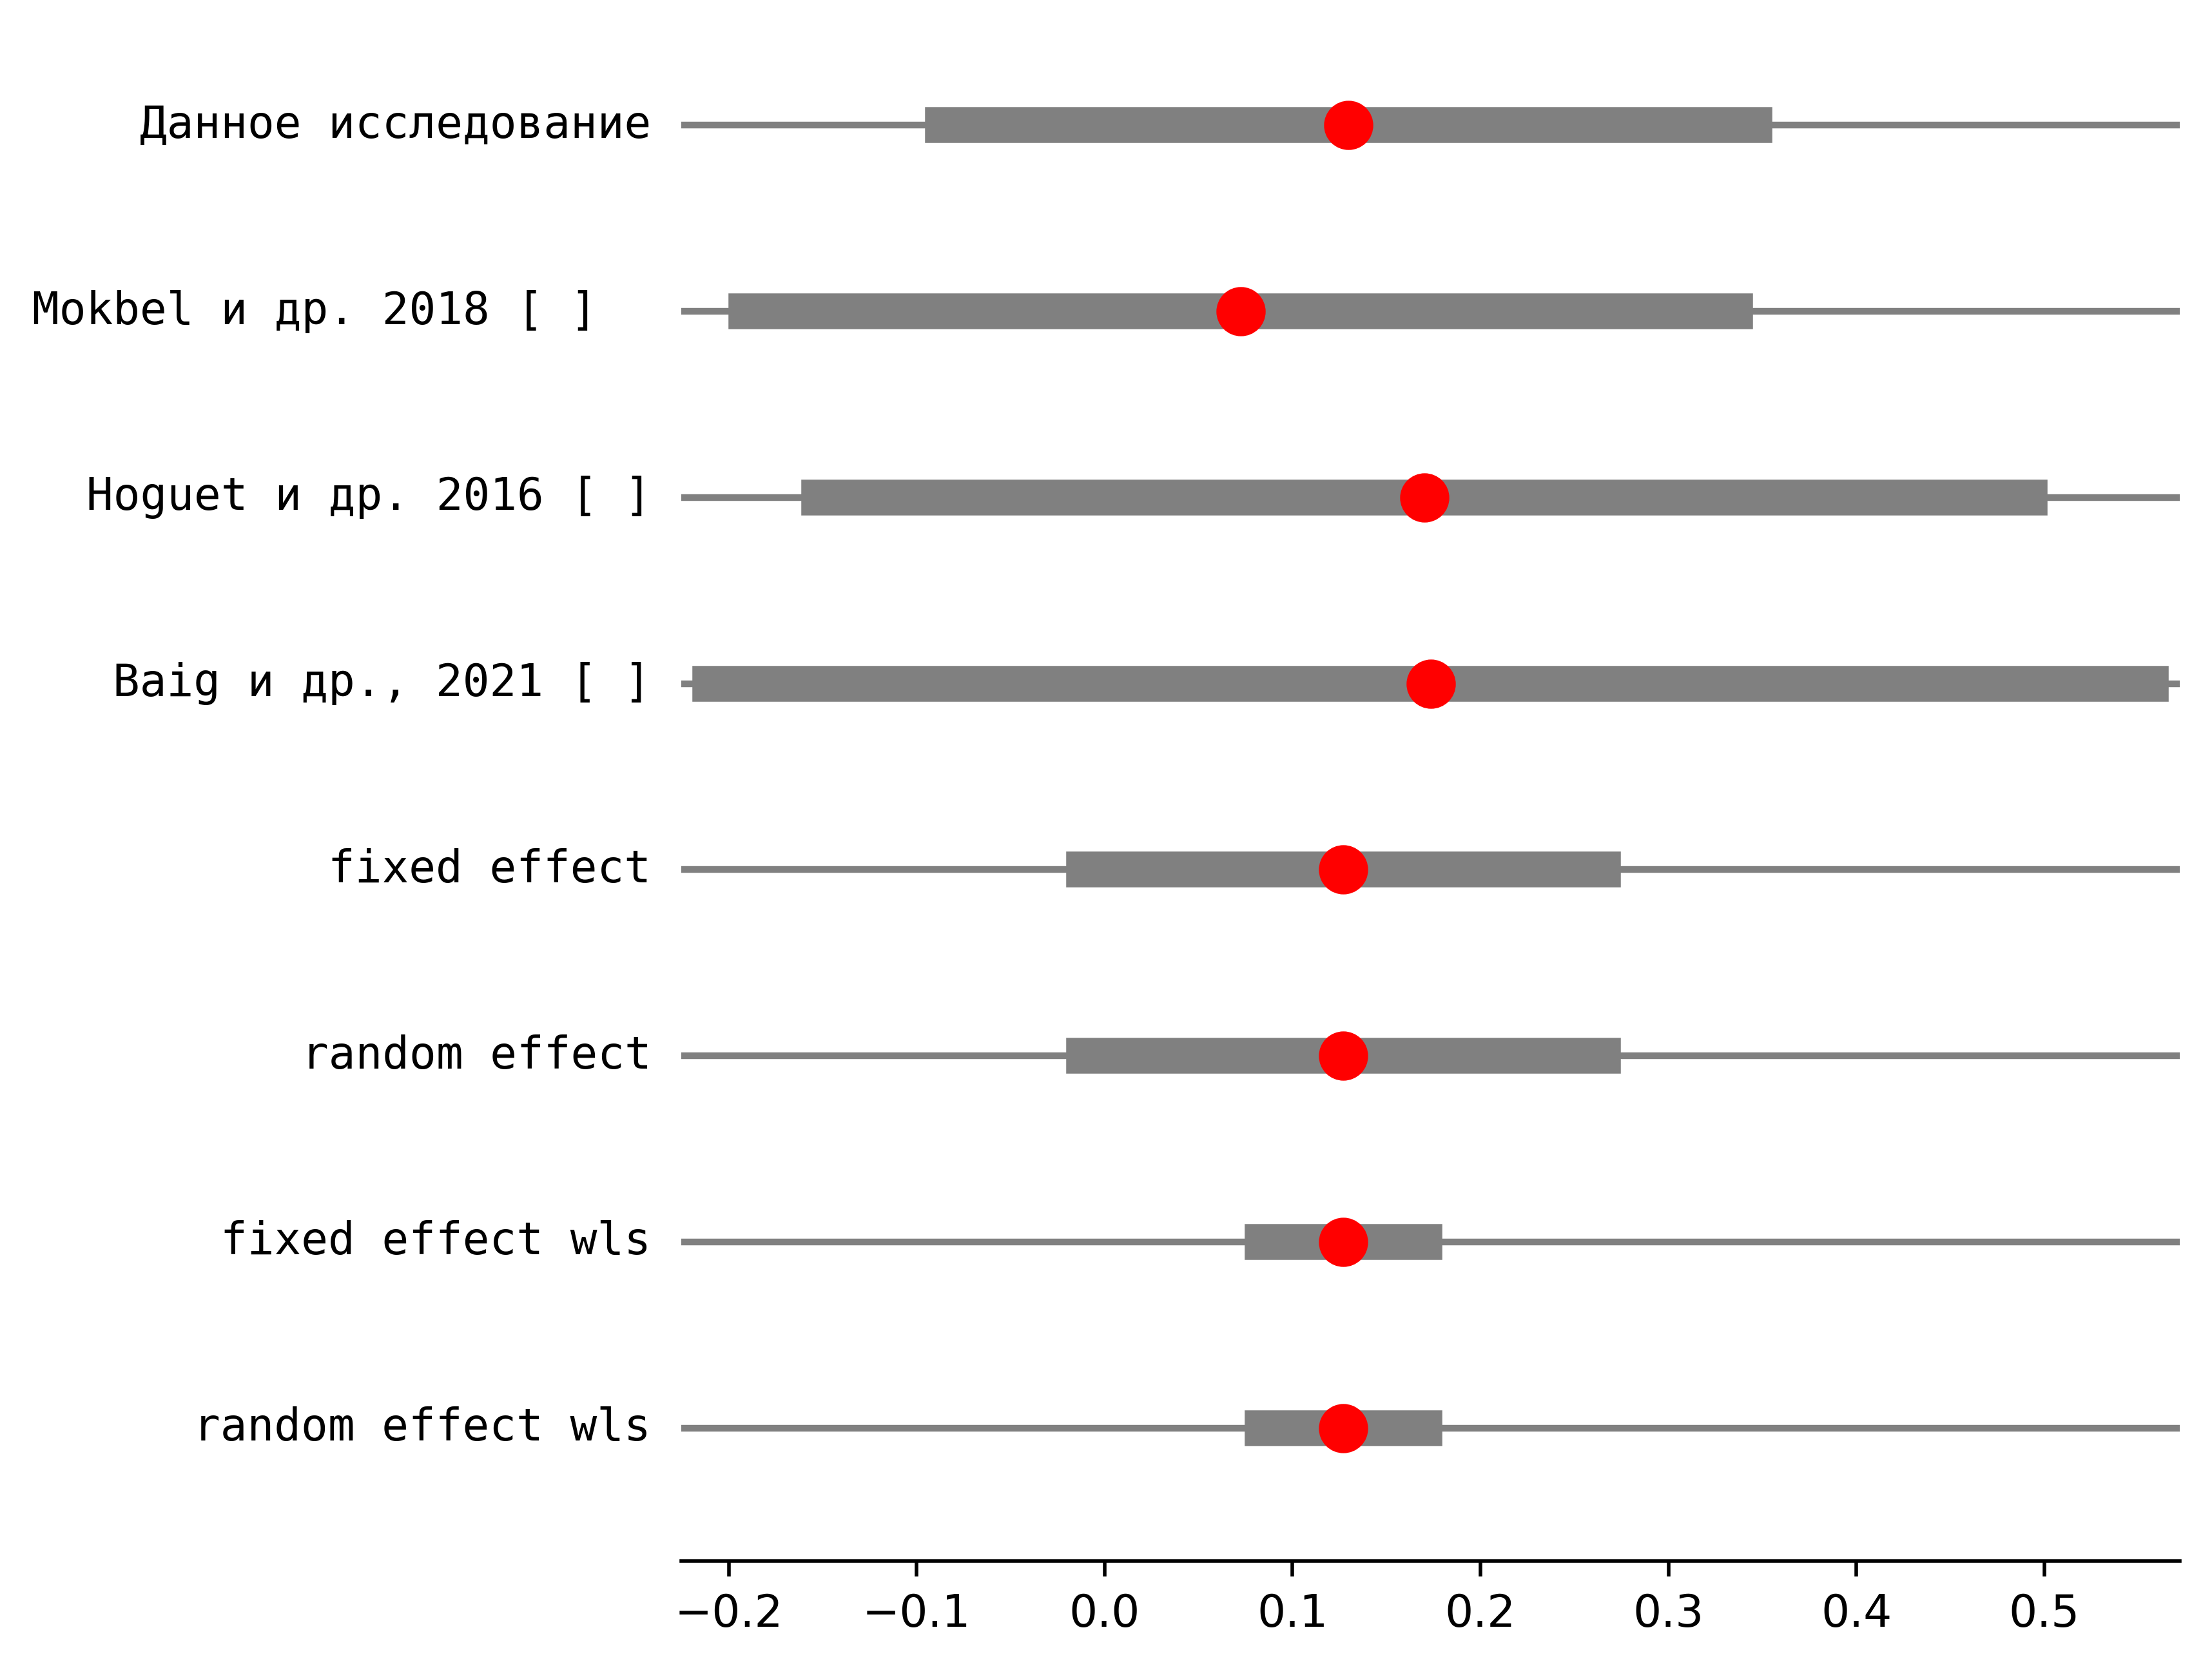 Данное исследование
Mokbel и др. 2018 [ ]
Hoguet и др. 2016 [ ]
Baig и др., 2021 [ ]
fixed effect
random effect
fixed effect wls
random effect wls
−0.2 −0.1 0.0 0.1 0.2 0.3 0.4 0.5